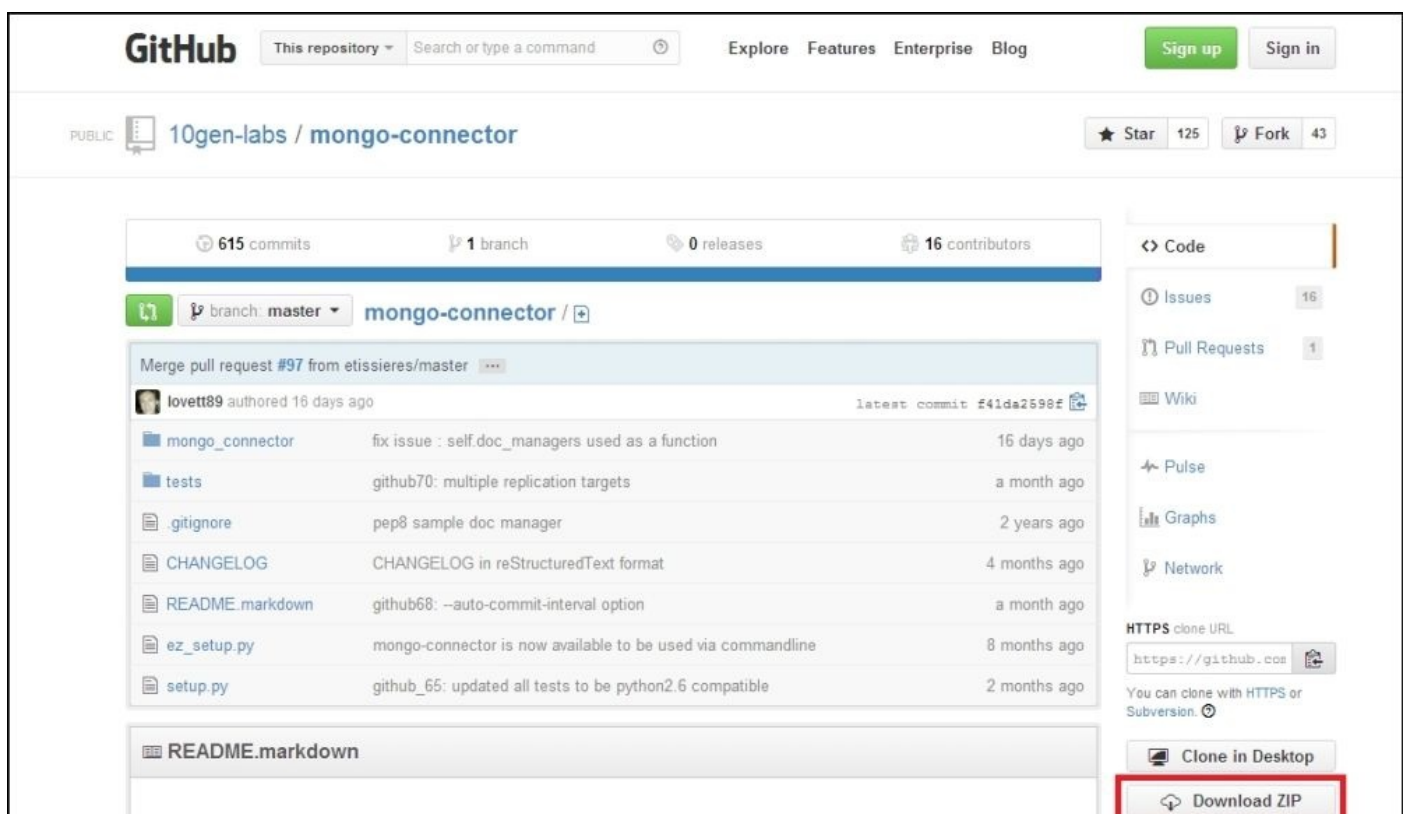 GitHub This repository Search or type a command Explore Features Enterprise Blog Sign up Sign in
PUBLIC 10gen-labs / mongo-connector Star 125 Fork 43
615 commits 1 branch 0 releases 16 contributors
branch: master mongo-connector /
Merge pull request #97 from etissieres/master ...
lovett89 authored 16 days ago latest commit f41da2598f
mongo_connector fix issue : self.doc_managers used as a function 16 days ago
tests github70: multiple replication targets a month ago
.gitignore pep8 sample doc manager 2 years ago
CHANGELOG CHANGELOG in reStructuredText format 4 months ago
README.markdown github68: --auto-commit-interval option a month ago
ez_setup.py mongo-connector is now available to be used via commandline 8 months ago
setup.py github_65: updated all tests to be python2.6 compatible 2 months ago
README.markdown
<> Code
Issues 16
Pull Requests 1
Wiki
Pulse
Graphs
Network
HTTPS clone URL
https://github.com
You can clone with HTTPS or
Subversion.
Clone in Desktop
Download ZIP